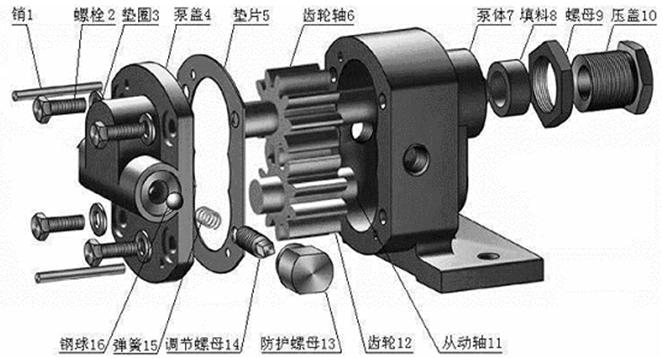 销1 螺栓2 垫圈3 泵盖4 垫片5 齿轮轴6 泵体7 填料8 螺母9 压盖10
钢球16 弹簧15 调节螺母14 防护螺母13 齿轮12 从动轴11